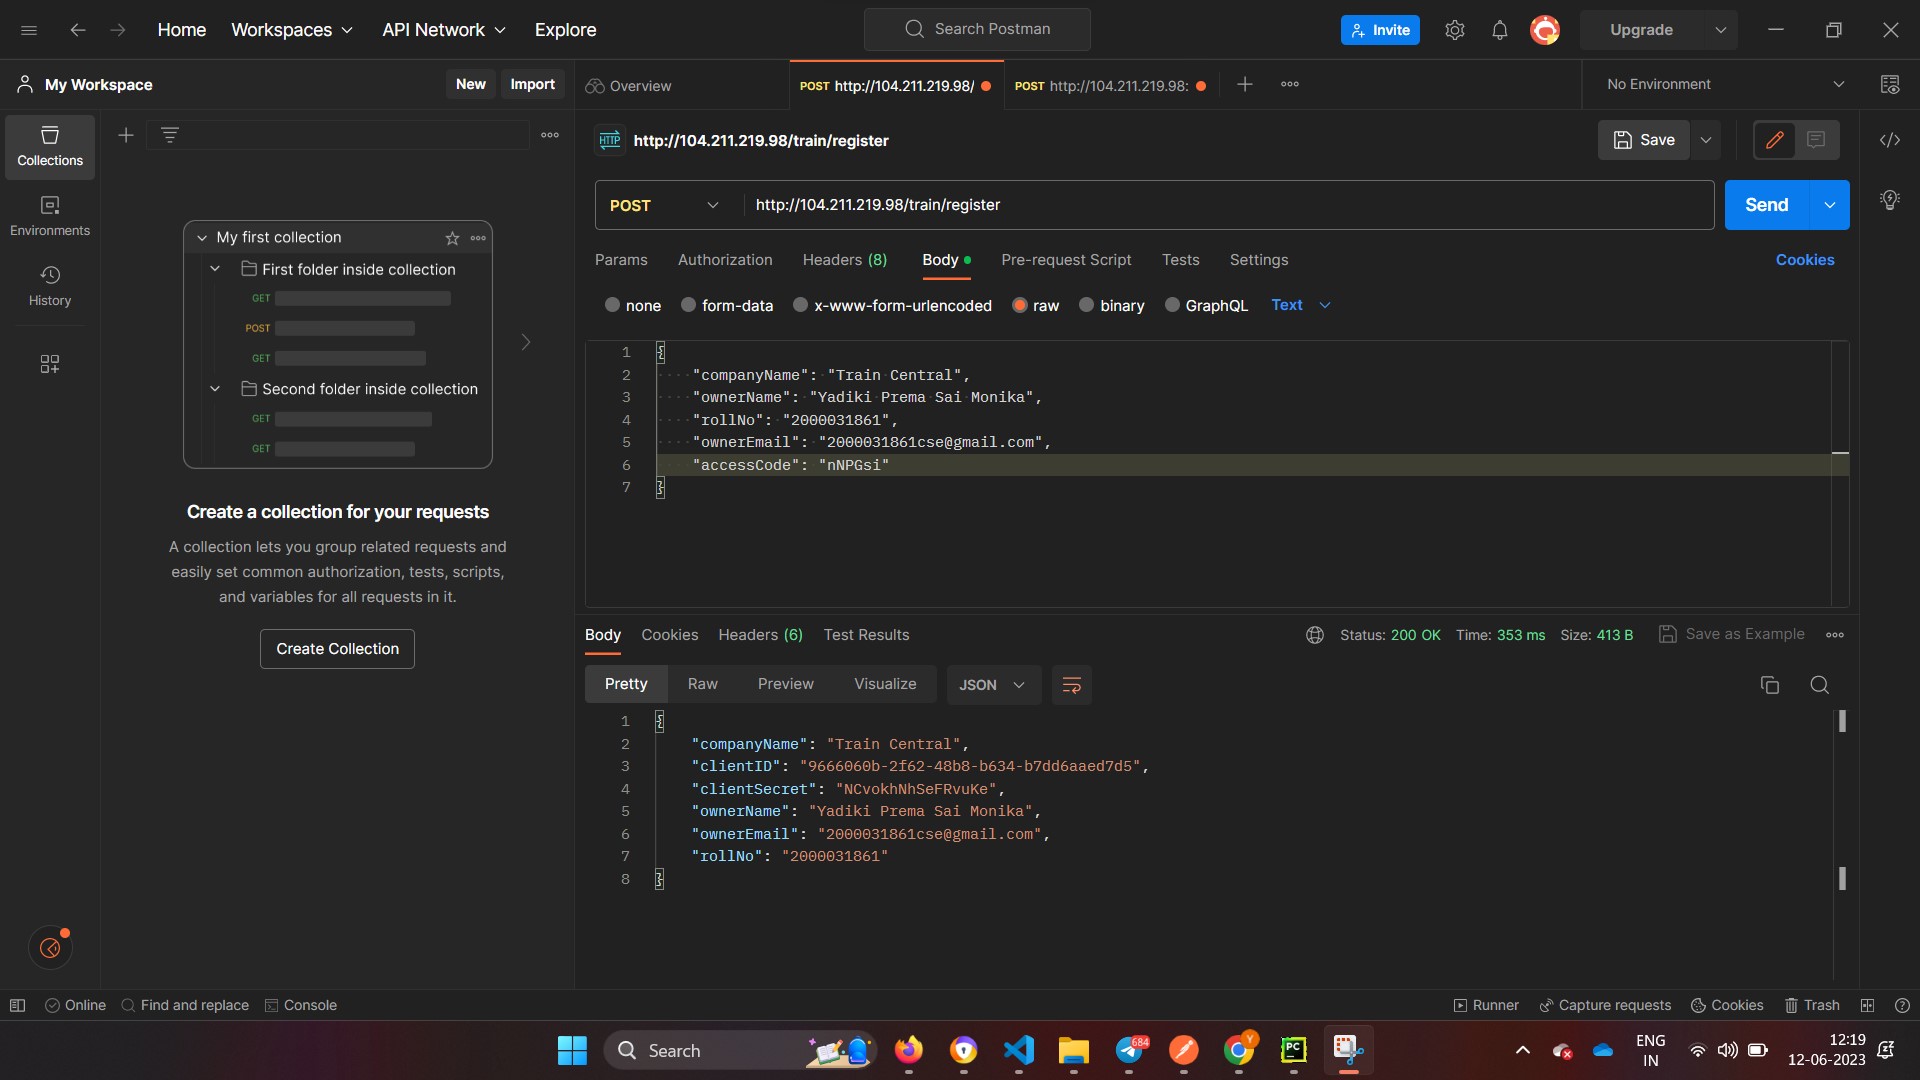 Home Workspaces API Network Explore Search Postman Invite Upgrade
My Workspace New Import Overview POST http://104.211.219.98/ POST http://104.211.219.98: No Environment
Collections
Environments
History
My first collection
First folder inside collection
GET
POST
GET
Second folder inside collection
GET
GET
Create a collection for your requests
A collection lets you group related requests and
easily set common authorization, tests, scripts,
and variables for all requests in it.
Create Collection
HTTP http://104.211.219.98/train/register Save
POST http://104.211.219.98/train/register Send
Params Authorization Headers (8) Body Pre-request Script Tests Settings Cookies
none form-data x-www-form-urlencoded raw binary GraphQL Text
1 {
2 "companyName": "Train Central",
3 "ownerName": "Yadiki Prema Sai Monika",
4 "rollNo": "2000031861",
5 "ownerEmail": "2000031861cse@gmail.com",
6 "accessCode": "nNPGsi"
7 }
Body Cookies Headers (6) Test Results Status: 200 OK Time: 353 ms Size: 413 B Save as Example
Pretty Raw Preview Visualize JSON
1 {
2 "companyName": "Train Central",
3 "clientID": "9666060b-2f62-48b8-b634-b7dd6aaed7d5",
4 "clientSecret": "NCvokhNhSeFRvuKe",
5 "ownerName": "Yadiki Prema Sai Monika",
6 "ownerEmail": "2000031861cse@gmail.com",
7 "rollNo": "2000031861"
8 }
Online Find and replace Console Runner Capture requests Cookies Trash
Search 684 Y PC ENG IN 12:19
12-06-2023